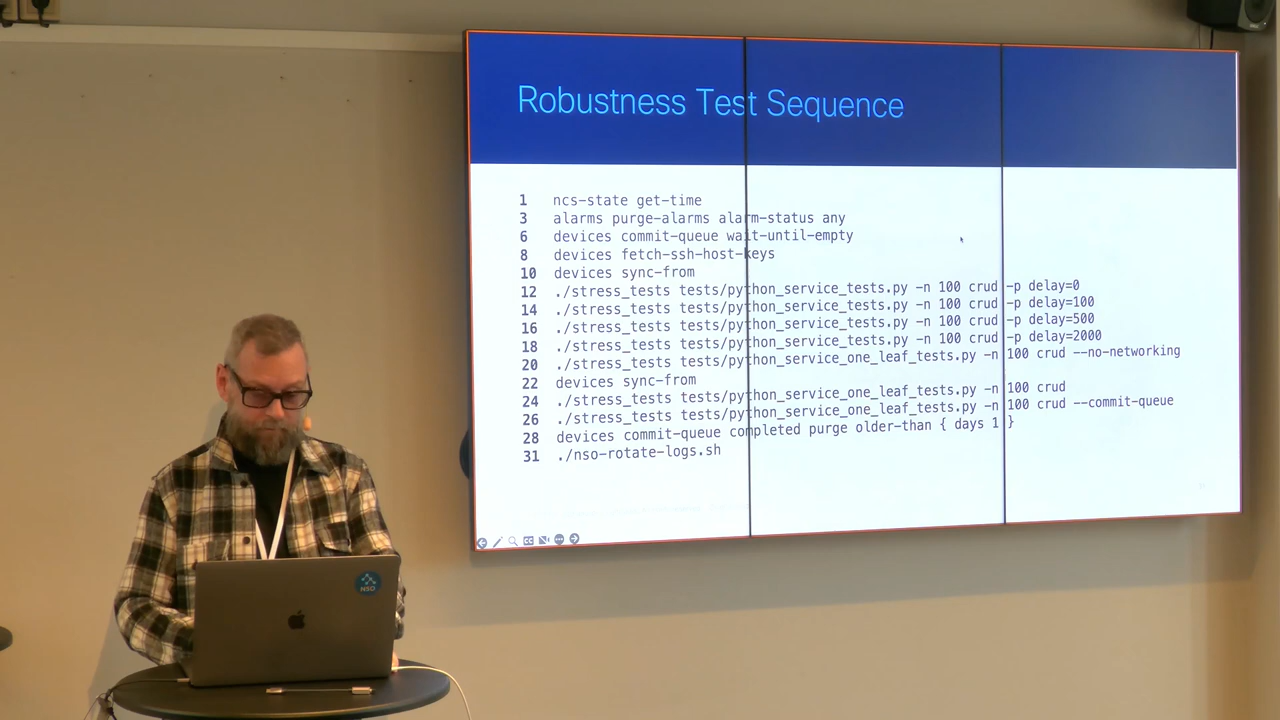 Robustness Test Sequence
1 ncs-state get-time
3 alarms purge-alarms alarm-status any
6 devices commit-queue wait-until-empty
8 devices fetch-ssh-host-keys
10 devices sync-from
12 ./stress_tests tests/python_service_tests.py -n 100 crud -p delay=0
14 ./stress_tests tests/python_service_tests.py -n 100 crud -p delay=100
16 ./stress_tests tests/python_service_tests.py -n 100 crud -p delay=500
18 ./stress_tests tests/python_service_tests.py -n 100 crud -p delay=2000
20 ./stress_tests tests/python_service_one_leaf_tests.py -n 100 crud --no-networking
22 devices sync-from
24 ./stress_tests tests/python_service_one_leaf_tests.py -n 100 crud
26 ./stress_tests tests/python_service_one_leaf_tests.py -n 100 crud --commit-queue
28 devices commit-queue completed purge older-than { days 1 }
31 ./nso-rotate-logs.sh
NSO